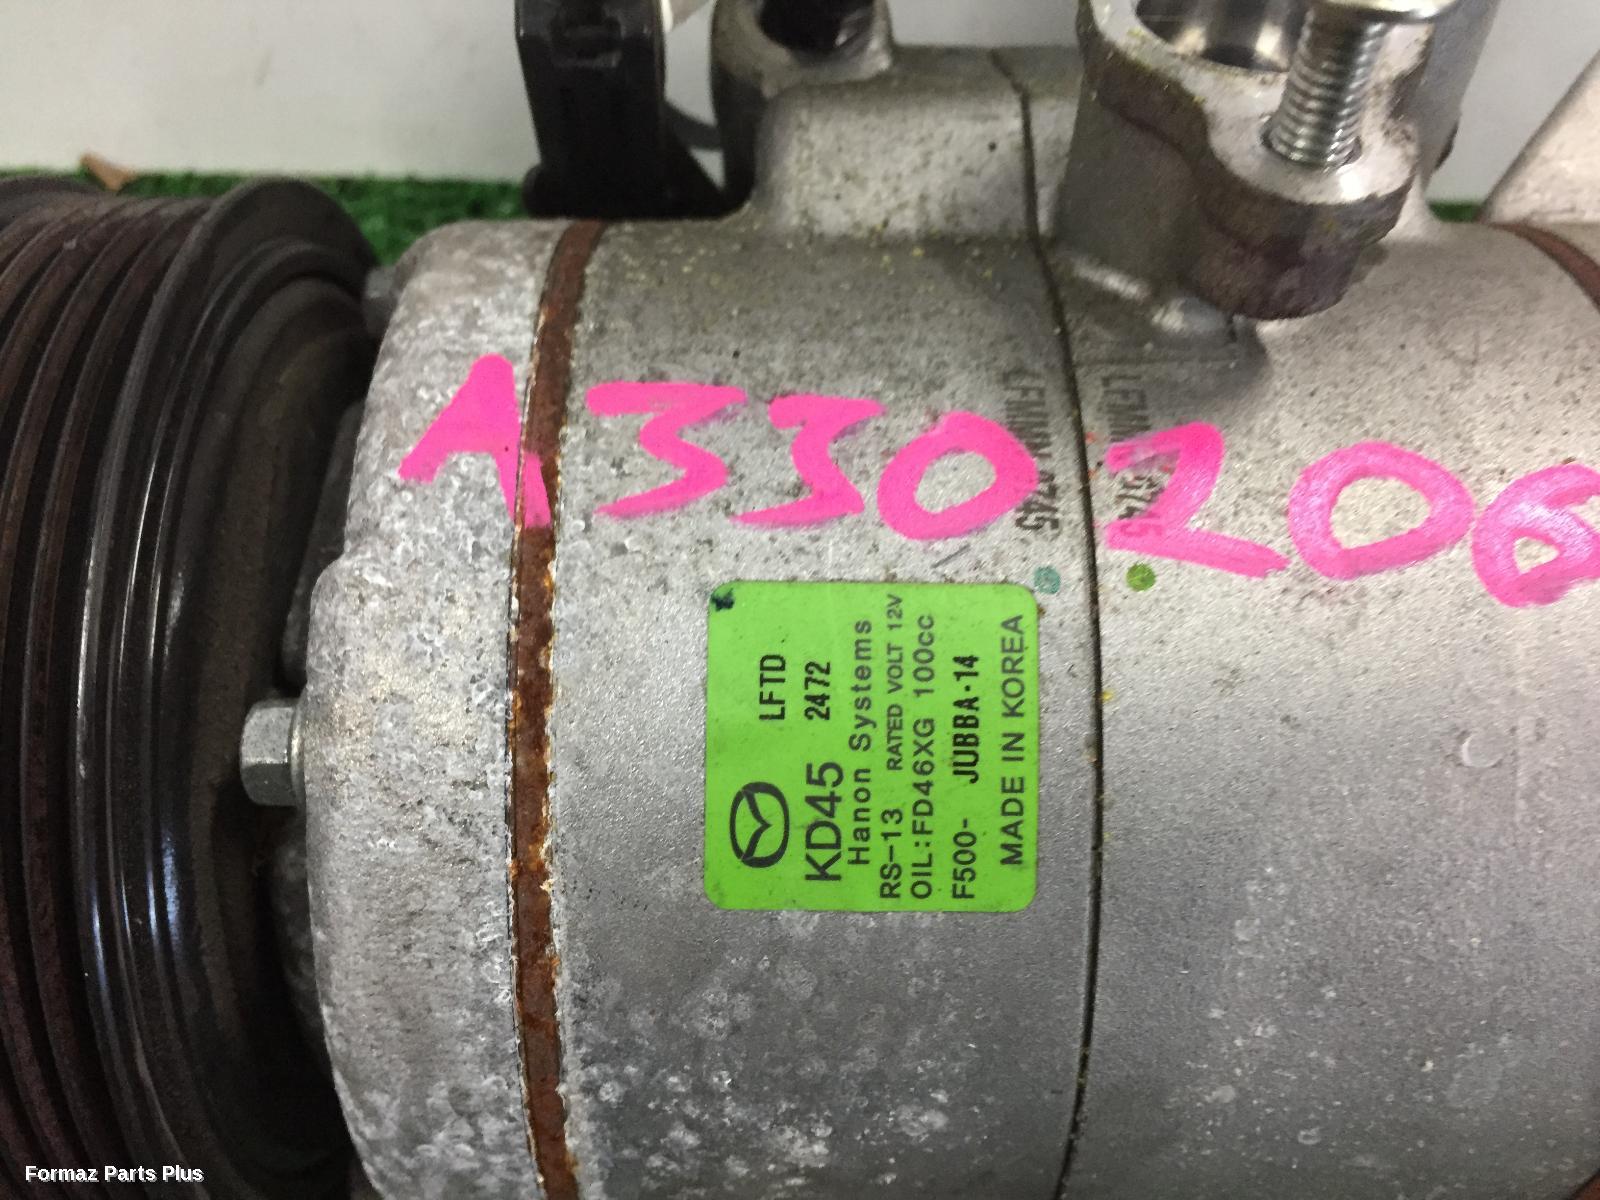 A330206
KD45 LFTD 2472
Hanon Systems
RS-13 RATED VOLT 12V
OIL:FD46XG 100cc
F500- JUBBA-14
MADE IN KOREA
Formaz Parts Plus